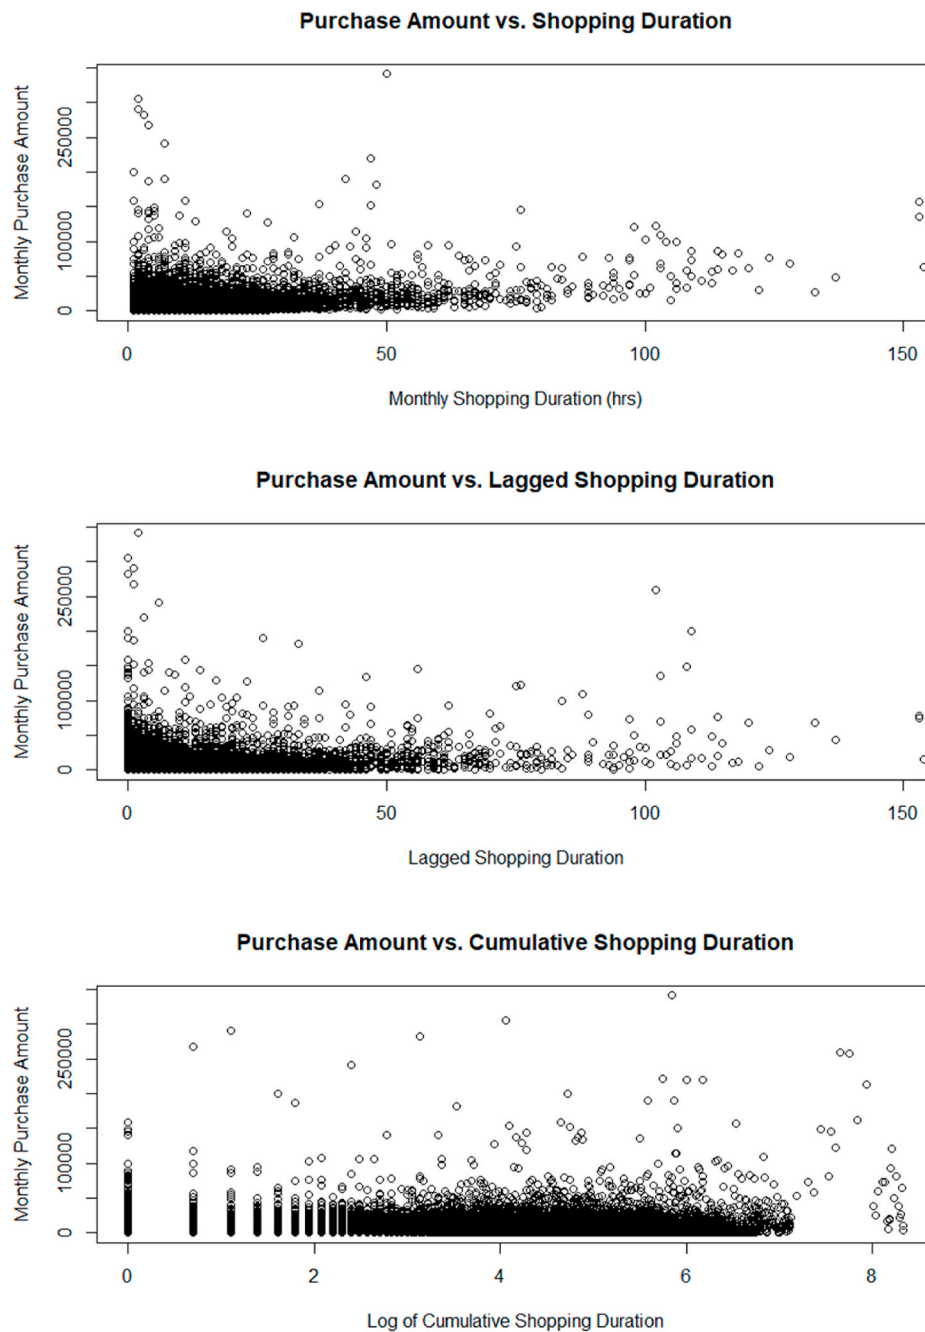 Purchase Amount vs. Shopping Duration
Monthly Purchase Amount
250000
100000
0
0 50 100 150
Monthly Shopping Duration (hrs)
Purchase Amount vs. Lagged Shopping Duration
Monthly Purchase Amount
250000
100000
0
0 50 100 150
Lagged Shopping Duration
Purchase Amount vs. Cumulative Shopping Duration
Monthly Purchase Amount
250000
100000
0
0 2 4 6 8
Log of Cumulative Shopping Duration